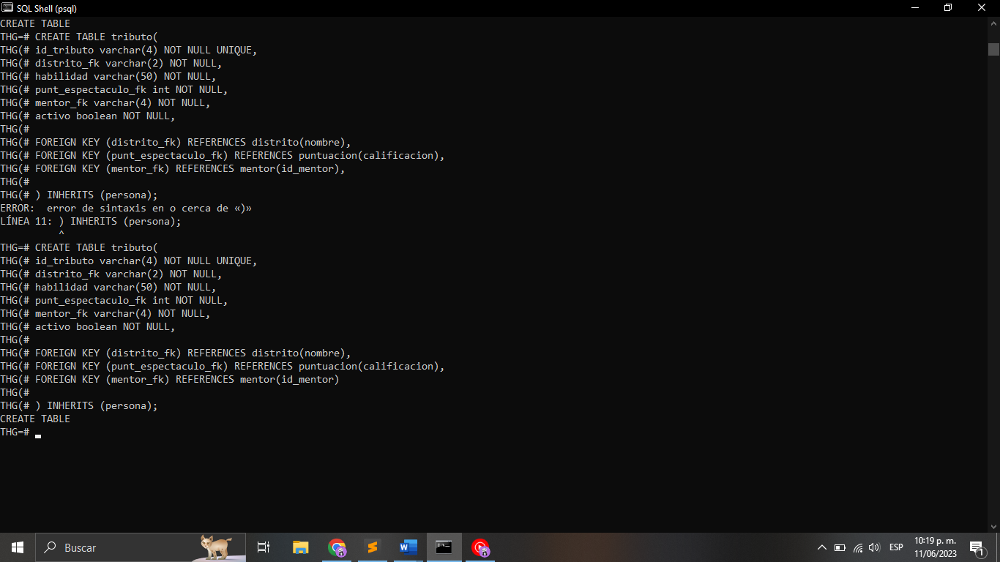 SQL Shell (psql)
CREATE TABLE
THG=# CREATE TABLE tributo(
THG(# id_tributo varchar(4) NOT NULL UNIQUE,
THG(# distrito_fk varchar(2) NOT NULL,
THG(# habilidad varchar(50) NOT NULL,
THG(# punt_espectaculo_fk int NOT NULL,
THG(# mentor_fk varchar(4) NOT NULL,
THG(# activo boolean NOT NULL,
THG(#
THG(# FOREIGN KEY (distrito_fk) REFERENCES distrito(nombre),
THG(# FOREIGN KEY (punt_espectaculo_fk) REFERENCES puntuacion(calificacion),
THG(# FOREIGN KEY (mentor_fk) REFERENCES mentor(id_mentor),
THG(#
THG(# ) INHERITS (persona);
ERROR:  error de sintaxis en o cerca de «)»
LÍNEA 11: ) INHERITS (persona);
^
THG=# CREATE TABLE tributo(
THG(# id_tributo varchar(4) NOT NULL UNIQUE,
THG(# distrito_fk varchar(2) NOT NULL,
THG(# habilidad varchar(50) NOT NULL,
THG(# punt_espectaculo_fk int NOT NULL,
THG(# mentor_fk varchar(4) NOT NULL,
THG(# activo boolean NOT NULL,
THG(#
THG(# FOREIGN KEY (distrito_fk) REFERENCES distrito(nombre),
THG(# FOREIGN KEY (punt_espectaculo_fk) REFERENCES puntuacion(calificacion),
THG(# FOREIGN KEY (mentor_fk) REFERENCES mentor(id_mentor)
THG(#
THG(# ) INHERITS (persona);
CREATE TABLE
THG=#
Buscar
ESP
10:19 p. m.
11/06/2023
1